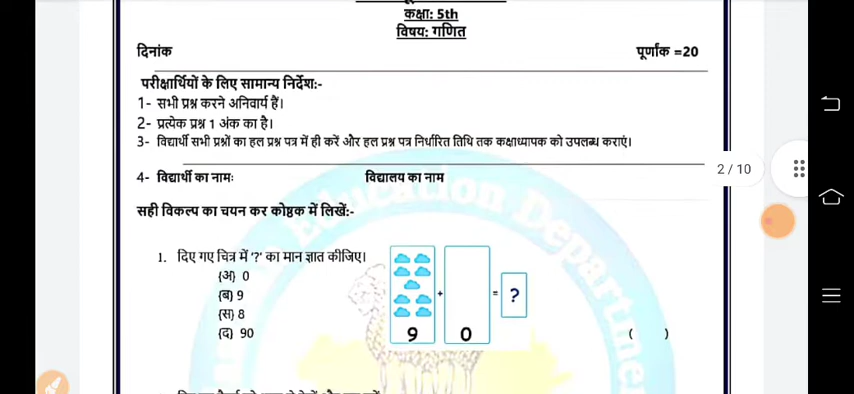 कक्षा: 5th
विषय: गणित
दिनांक पूर्णांक =20
परीक्षार्थियों के लिए सामान्य निर्देश:-
1- सभी प्रश्न करने अनिवार्य हैं।
2- प्रत्येक प्रश्न 1 अंक का है।
3- विद्यार्थी सभी प्रश्नों का हल प्रश्न पत्र में ही करें और हल प्रश्न पत्र निर्धारित तिथि तक कक्षाध्यापक को उपलब्ध कराएं।
2 / 10
4- विद्यार्थी का नामः विद्यालय का नाम
सही विकल्प का चयन कर कोष्ठक में लिखें:-
1. दिए गए चित्र में '?' का मान ज्ञात कीजिए।
(अ) 0
(ब) 9
(स) 8
(द) 90
+ = ?
9 0
( )
Education Department